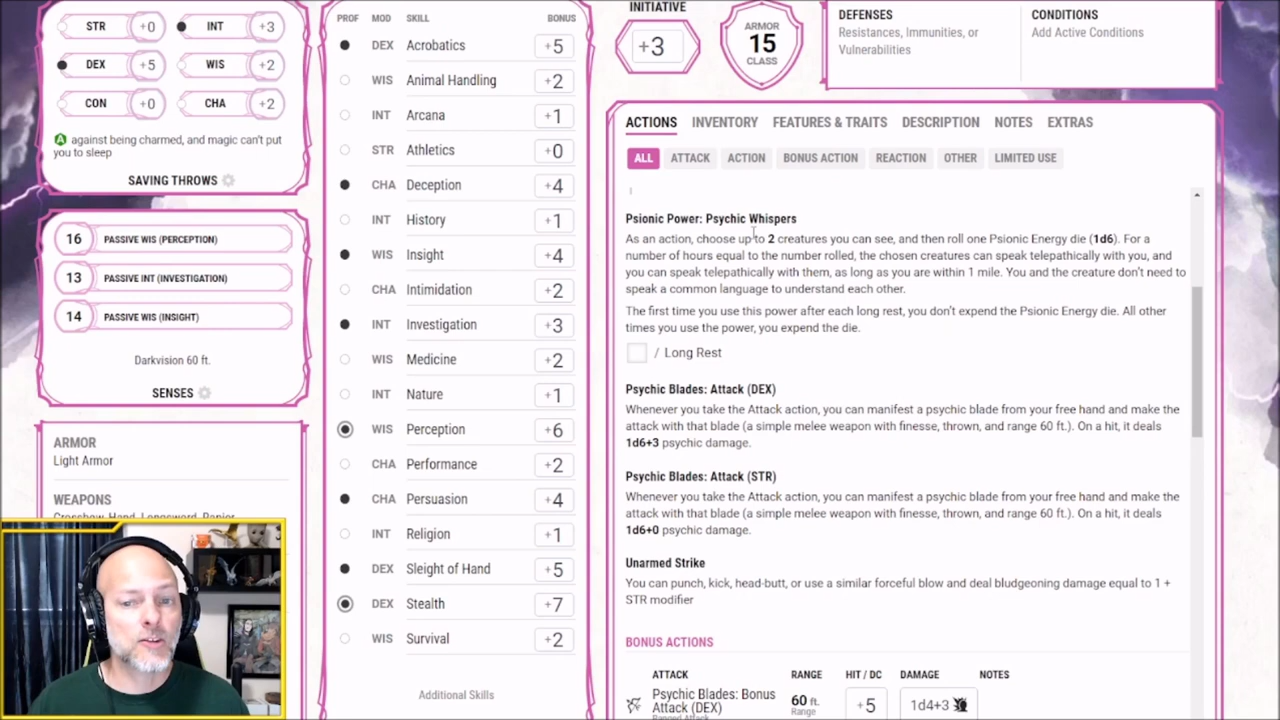 STR +0 INT +3
DEX +5 WIS +2
CON +0 CHA +2
A against being charmed, and magic can't put
you to sleep
SAVING THROWS
16 PASSIVE WIS (PERCEPTION)
13 PASSIVE INT (INVESTIGATION)
14 PASSIVE WIS (INSIGHT)
Darkvision 60 ft.
SENSES
ARMOR
Light Armor
WEAPONS
Crossbow, Hand, Longsword, Rapier,
PROF MOD SKILL BONUS
DEX Acrobatics +5
WIS Animal Handling +2
INT Arcana +1
STR Athletics +0
CHA Deception +4
INT History +1
WIS Insight +4
CHA Intimidation +2
INT Investigation +3
WIS Medicine +2
INT Nature +1
WIS Perception +6
CHA Performance +2
CHA Persuasion +4
INT Religion +1
DEX Sleight of Hand +5
DEX Stealth +7
WIS Survival +2
Additional Skills
INITIATIVE
+3
ARMOR
15
CLASS
DEFENSES
Resistances, Immunities, or
Vulnerabilities
CONDITIONS
Add Active Conditions
ACTIONS INVENTORY FEATURES & TRAITS DESCRIPTION NOTES EXTRAS
ALL ATTACK ACTION BONUS ACTION REACTION OTHER LIMITED USE
Psionic Power: Psychic Whispers
As an action, choose up to 2 creatures you can see, and then roll one Psionic Energy die (1d6). For a
number of hours equal to the number rolled, the chosen creatures can speak telepathically with you, and
you can speak telepathically with them, as long as you are within 1 mile. You and the creature don't need to
speak a common language to understand each other.
The first time you use this power after each long rest, you don't expend the Psionic Energy die. All other
times you use the power, you expend the die.
/ Long Rest
Psychic Blades: Attack (DEX)
Whenever you take the Attack action, you can manifest a psychic blade from your free hand and make the
attack with that blade (a simple melee weapon with finesse, thrown, and range 60 ft.). On a hit, it deals
1d6+3 psychic damage.
Psychic Blades: Attack (STR)
Whenever you take the Attack action, you can manifest a psychic blade from your free hand and make the
attack with that blade (a simple melee weapon with finesse, thrown, and range 60 ft.). On a hit, it deals
1d6+0 psychic damage.
Unarmed Strike
You can punch, kick, head-butt, or use a similar forceful blow and deal bludgeoning damage equal to 1 +
STR modifier
BONUS ACTIONS
ATTACK RANGE HIT / DC DAMAGE NOTES
Psychic Blades: Bonus
Attack (DEX)
Ranged Attack
60 ft.
Range
+5
1d4+3